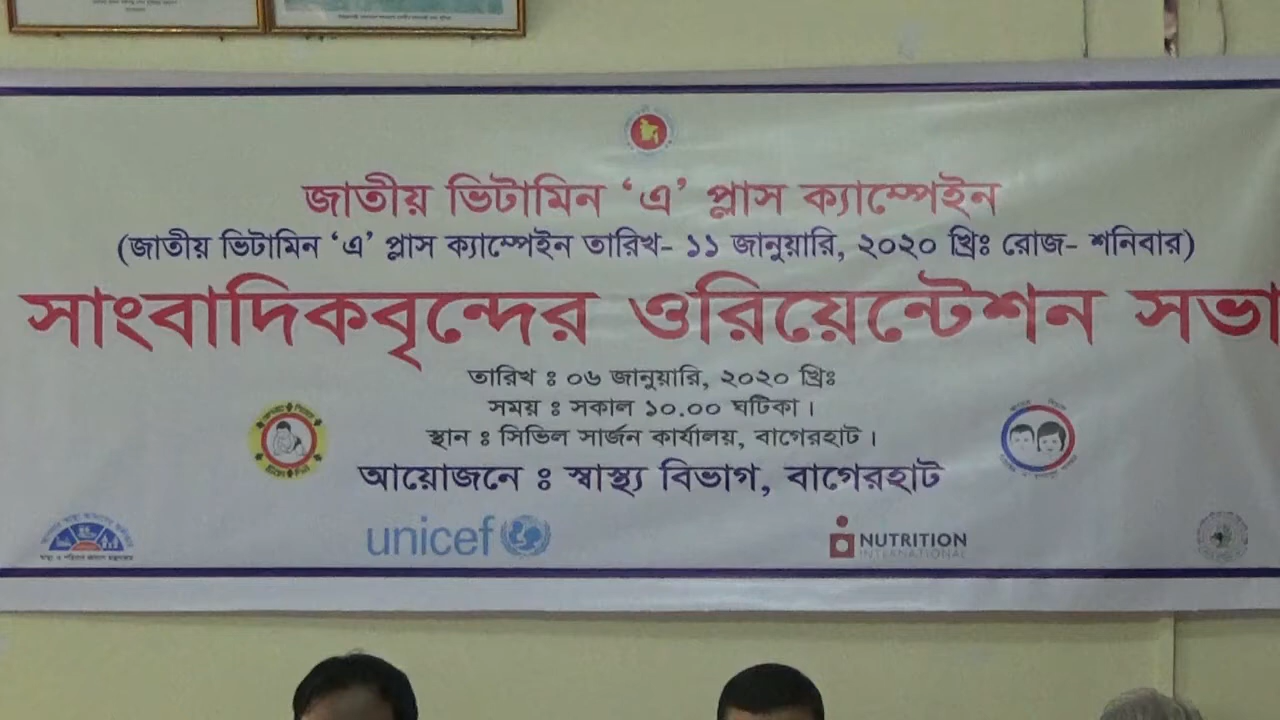 জাতীয় ভিটামিন ‘এ’ প্লাস ক্যাম্পেইন
(জাতীয় ভিটামিন ‘এ’ প্লাস ক্যাম্পেইন তারিখ- ১১ জানুয়ারি, ২০২০ খ্রিঃ রোজ- শনিবার)
সাংবাদিকবৃন্দের ওরিয়েন্টেশন সভা
তারিখ ঃ ০৬ জানুয়ারি, ২০২০ খ্রিঃ
সময় ঃ সকাল ১০.০০ ঘটিকা।
স্থান ঃ সিভিল সার্জন কার্যালয়, বাগেরহাট।
আয়োজনে ঃ স্বাস্থ্য বিভাগ, বাগেরহাট
unicef
NUTRITION
INTERNATIONAL